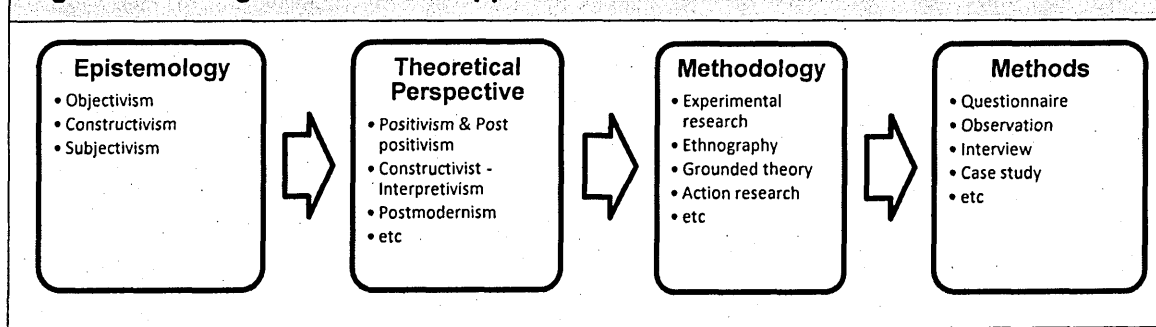 Epistemology
• Objectivism
• Constructivism
• Subjectivism
Theoretical
Perspective
• Positivism & Post
positivism
• Constructivist -
Interpretivism
• Postmodernism
• etc
Methodology
• Experimental
research
• Ethnography
• Grounded theory
• Action research
• etc
Methods
• Questionnaire
• Observation
• Interview
• Case study
• etc